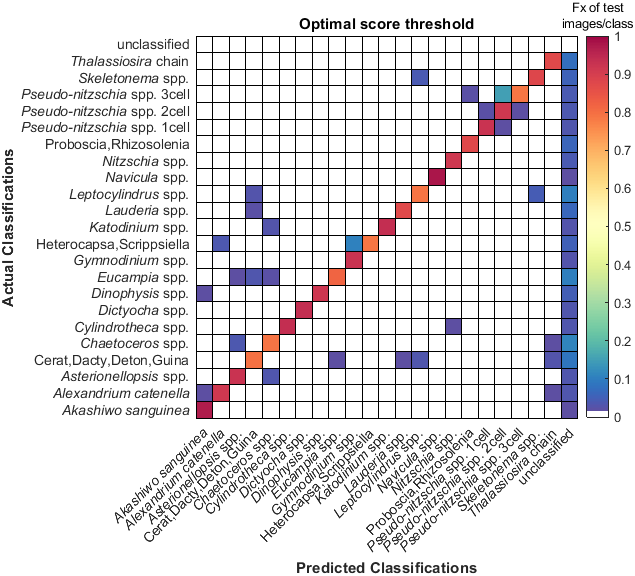 Optimal score threshold
Fx of test
images/class
Actual Classifications
unclassified
Thalassiosira chain
Skeletonema spp.
Pseudo-nitzschia spp. 3cell
Pseudo-nitzschia spp. 2cell
Pseudo-nitzschia spp. 1cell
Proboscia,Rhizosolenia
Nitzschia spp.
Navicula spp.
Leptocylindrus spp.
Lauderia spp.
Katodinium spp.
Heterocapsa,Scrippsiella
Gymnodinium spp.
Eucampia spp.
Dinophysis spp.
Dictyocha spp.
Cylindrotheca spp.
Chaetoceros spp.
Cerat,Dacty,Deton,Guina
Asterionellopsis spp.
Alexandrium catenella
Akashiwo sanguinea
1
0.9
0.8
0.7
0.6
0.5
0.4
0.3
0.2
0.1
0
Akashiwo sanguinea
Alexandrium catenella
Asterionellopsis spp.
Cerat,Dacty,Deton,Guina
Chaetoceros spp.
Cylindrotheca spp.
Dictyocha spp.
Dinophysis spp.
Eucampia spp.
Gymnodinium spp.
Heterocapsa,Scrippsiella
Katodinium spp.
Lauderia spp.
Leptocylindrus spp.
Navicula spp.
Nitzschia spp.
Proboscia,Rhizosolenia
Pseudo-nitzschia spp. 1cell
Pseudo-nitzschia spp. 2cell
Pseudo-nitzschia spp. 3cell
Skeletonema spp.
Thalassiosira chain
unclassified
Predicted Classifications